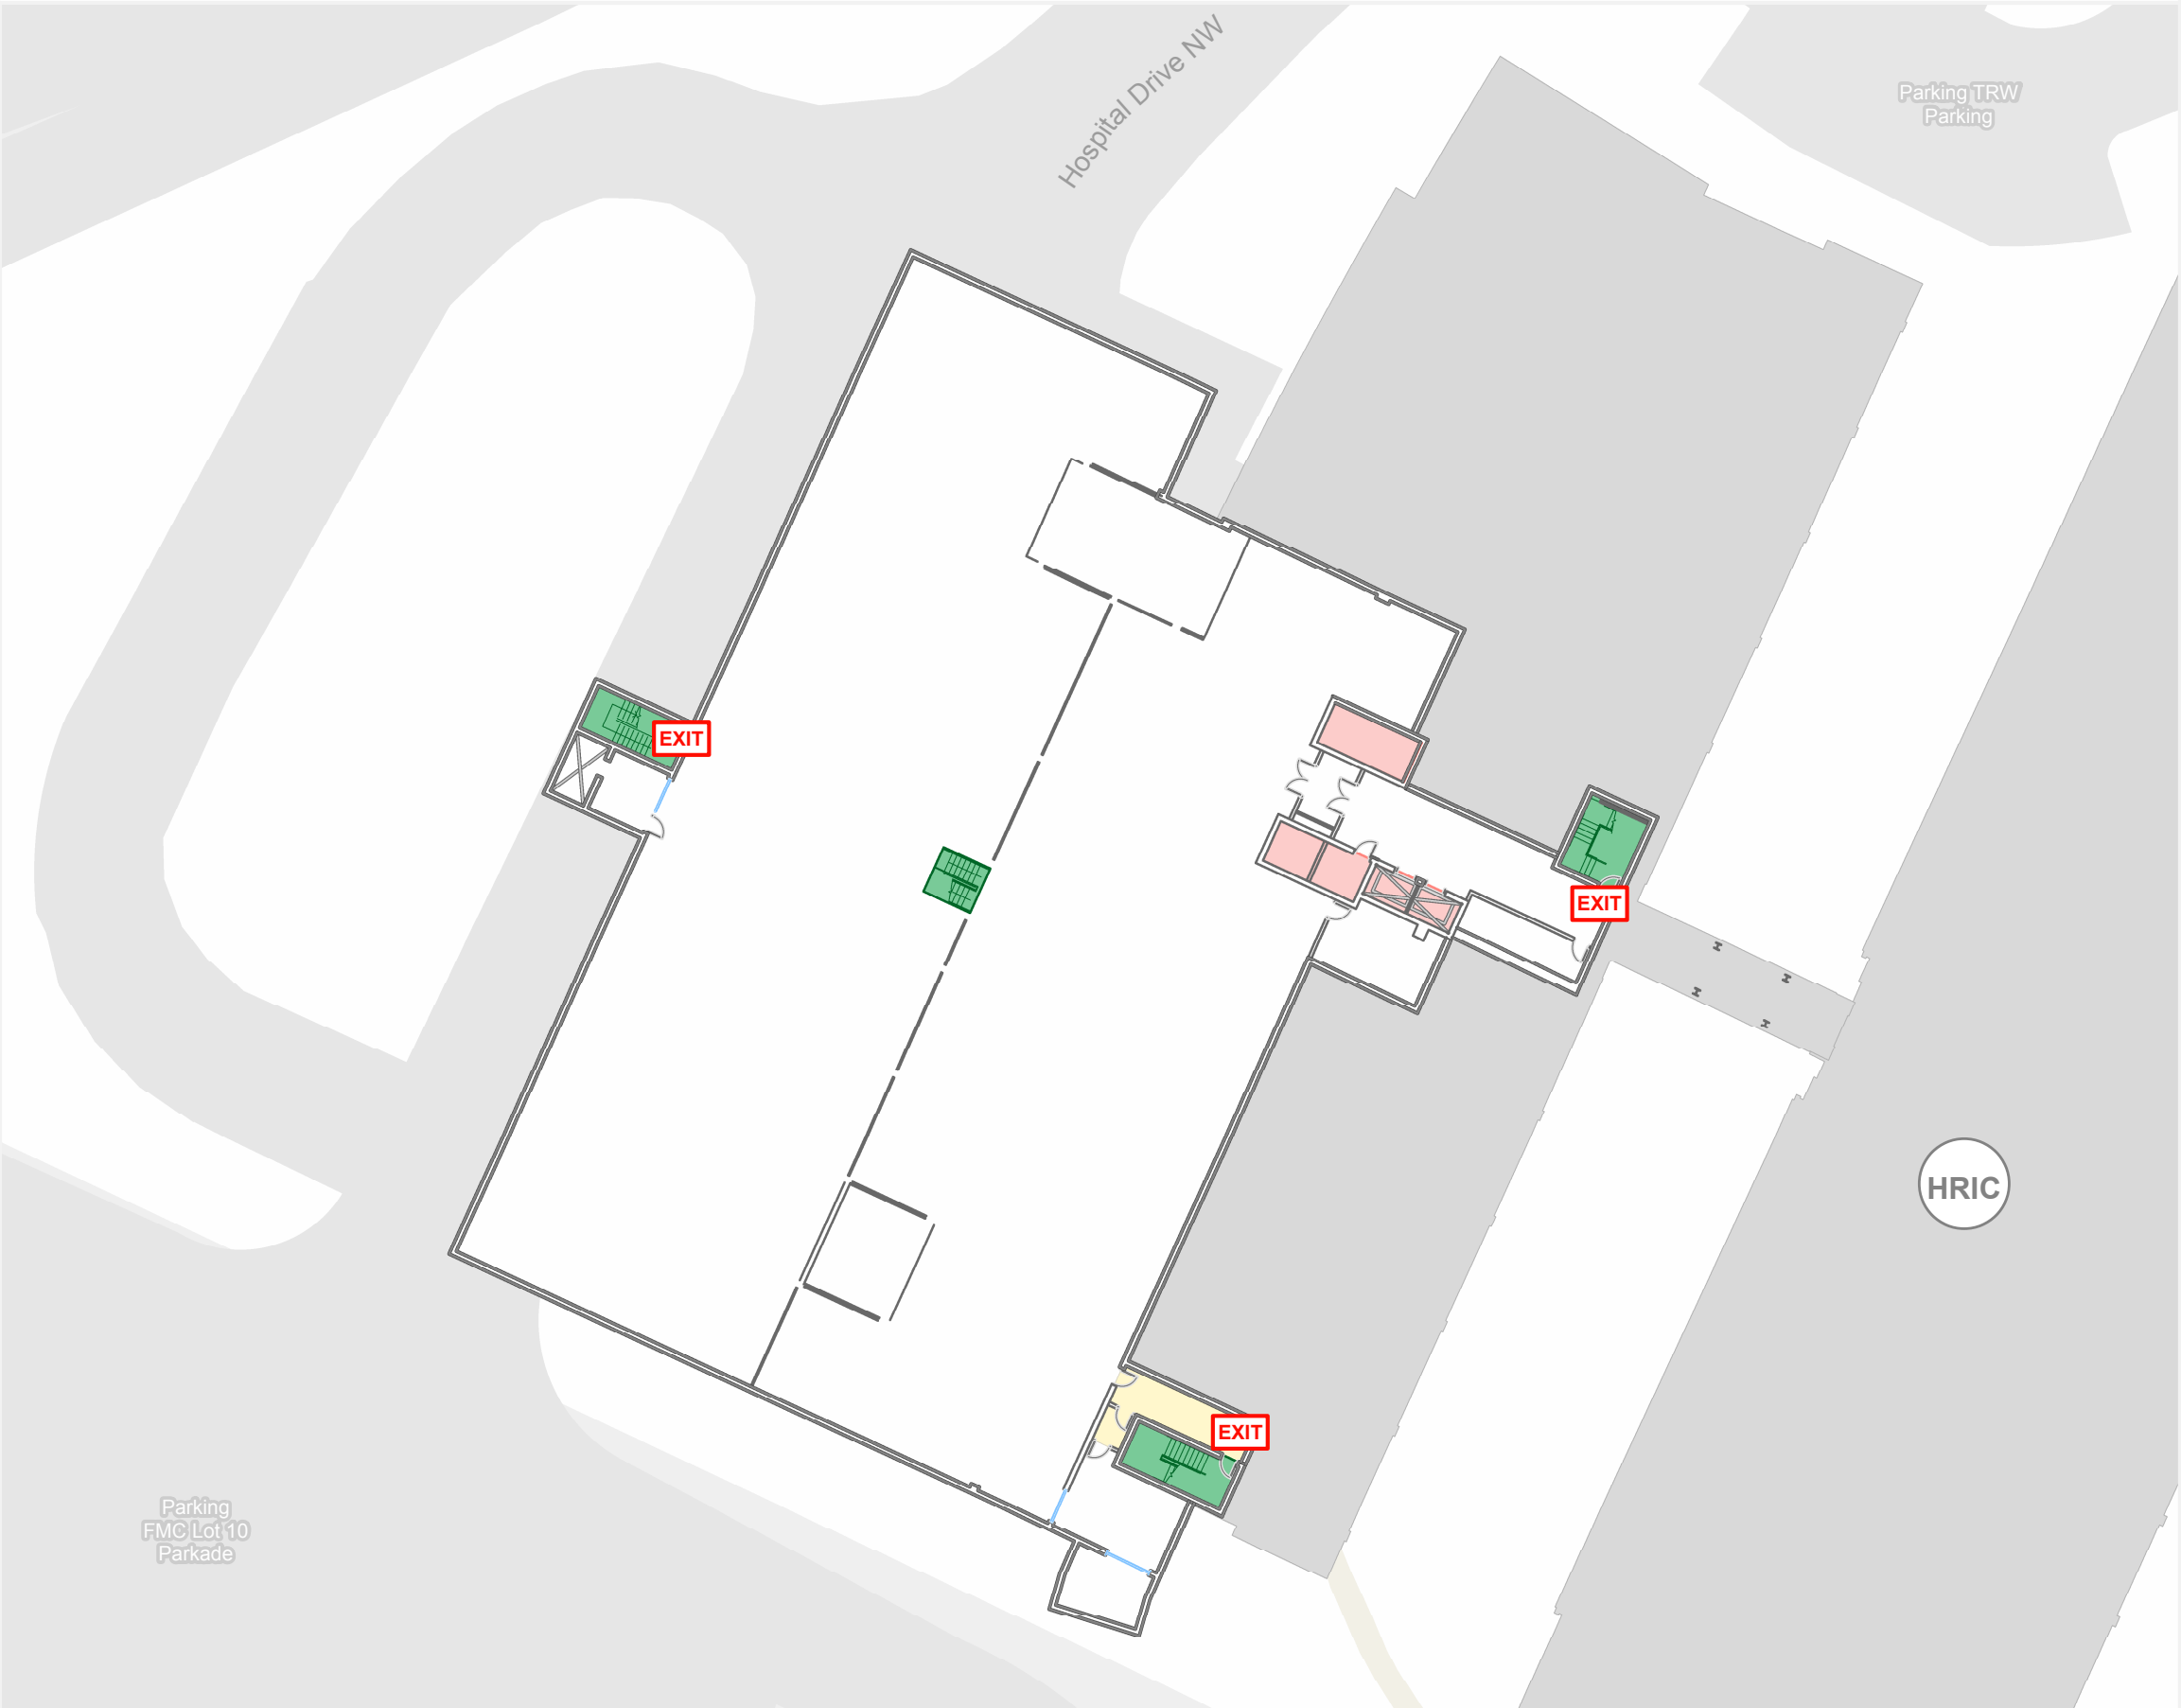 Hospital Drive NW
Parking TRW
Parking
EXIT
EXIT
HRIC
EXIT
Parking
FMC Lot 10
Parkade